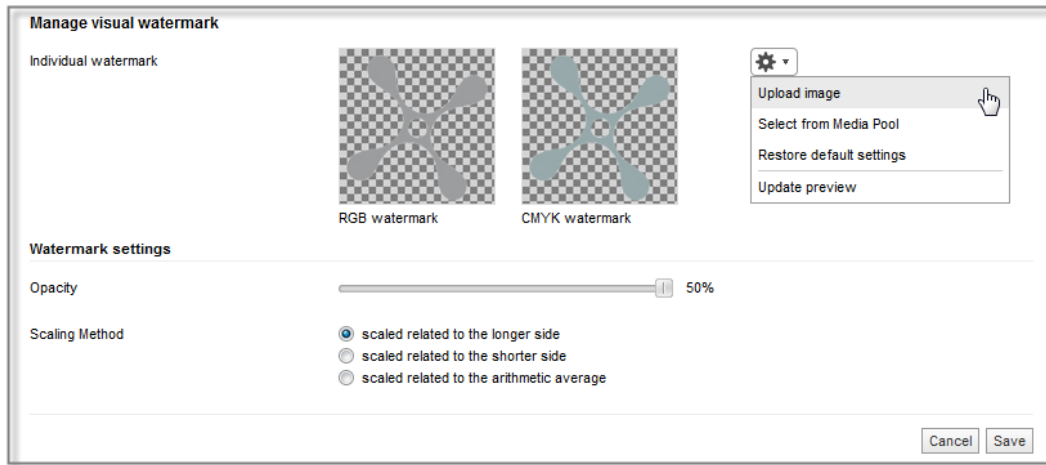 Manage visual watermark
Individual watermark
Upload image
Select from Media Pool
Restore default settings
Update preview
RGB watermark
CMYK watermark
Watermark settings
Opacity
50%
Scaling Method
scaled related to the longer side
scaled related to the shorter side
scaled related to the arithmetic average
Cancel
Save